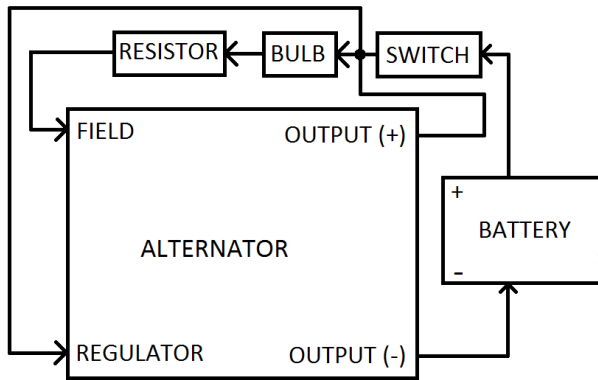 RESISTOR
BULB
SWITCH
FIELD
OUTPUT (+)
+
BATTERY
-
ALTERNATOR
REGULATOR
OUTPUT (-)